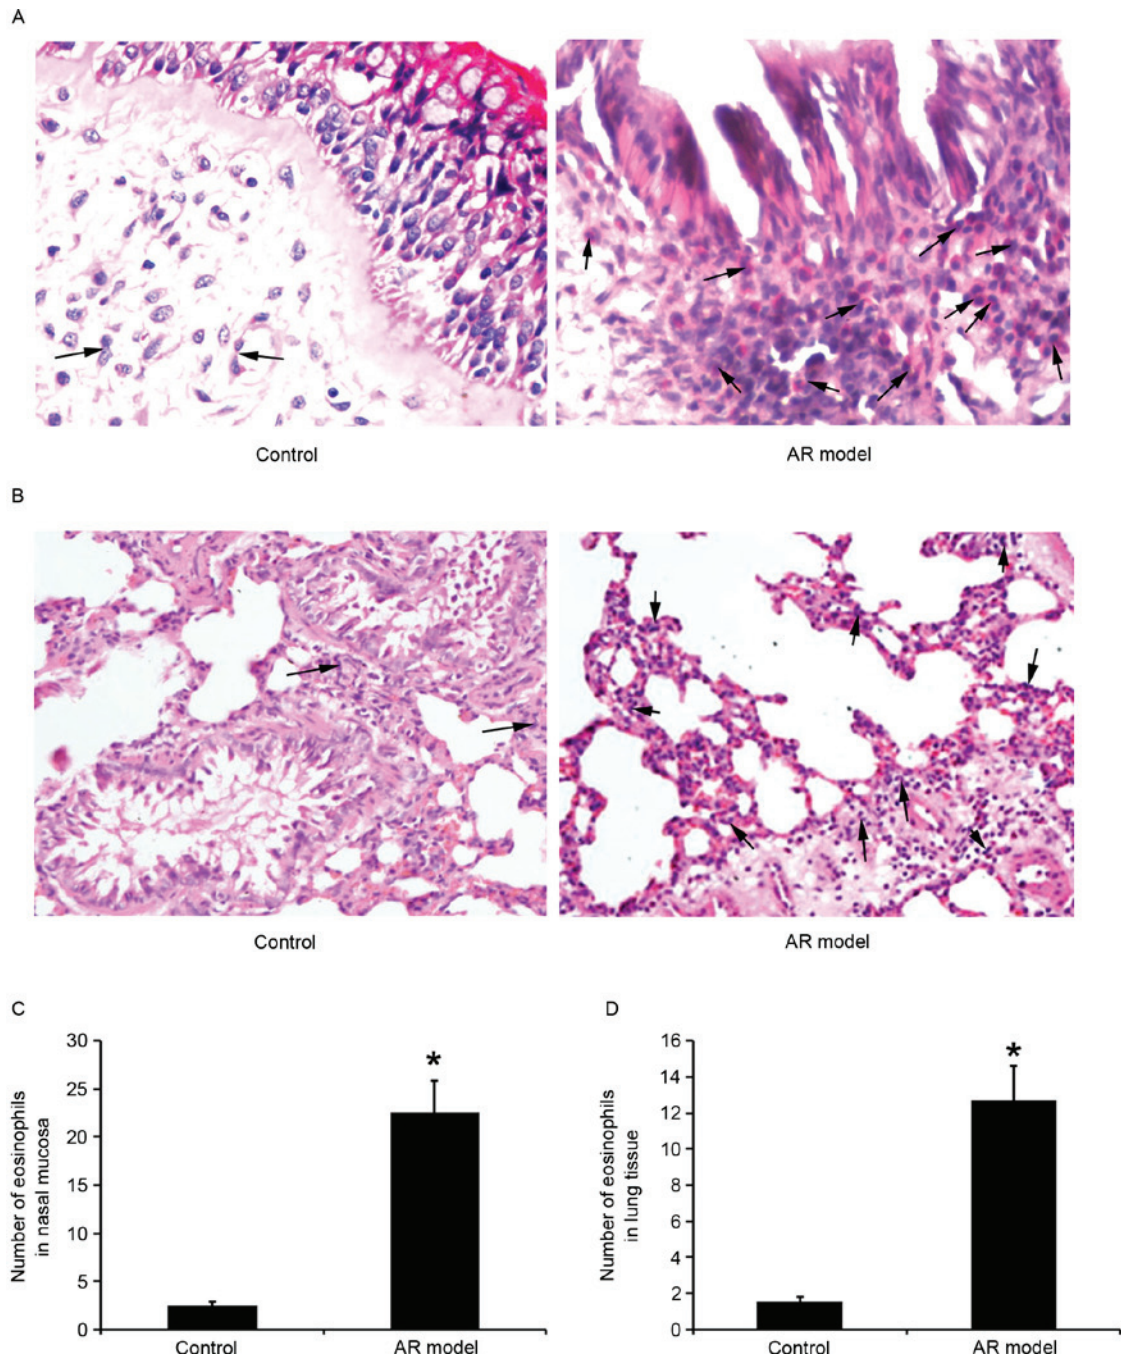 A
Control
AR model
B
Control
AR model
C
30
25
20
15
10
5
0
Number of eosinophils
in nasal mucosa
*
Control
AR model
D
16
14
12
10
8
6
4
2
0
Number of eosinophils
in lung tissue
*
Control
AR model